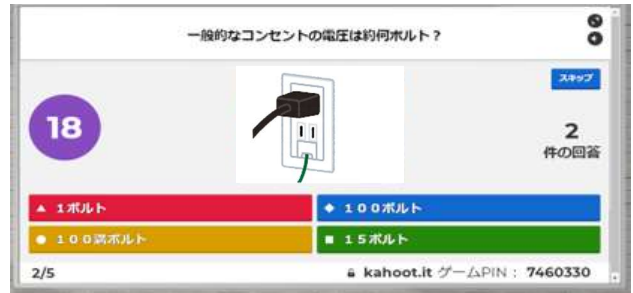 一般的なコンセントの電圧は約何ボルト？
スキップ
18
2
件の回答
1ボルト
100ボルト
100満ボルト
15ボルト
2/5
kahoot.it ゲームPIN： 7460330